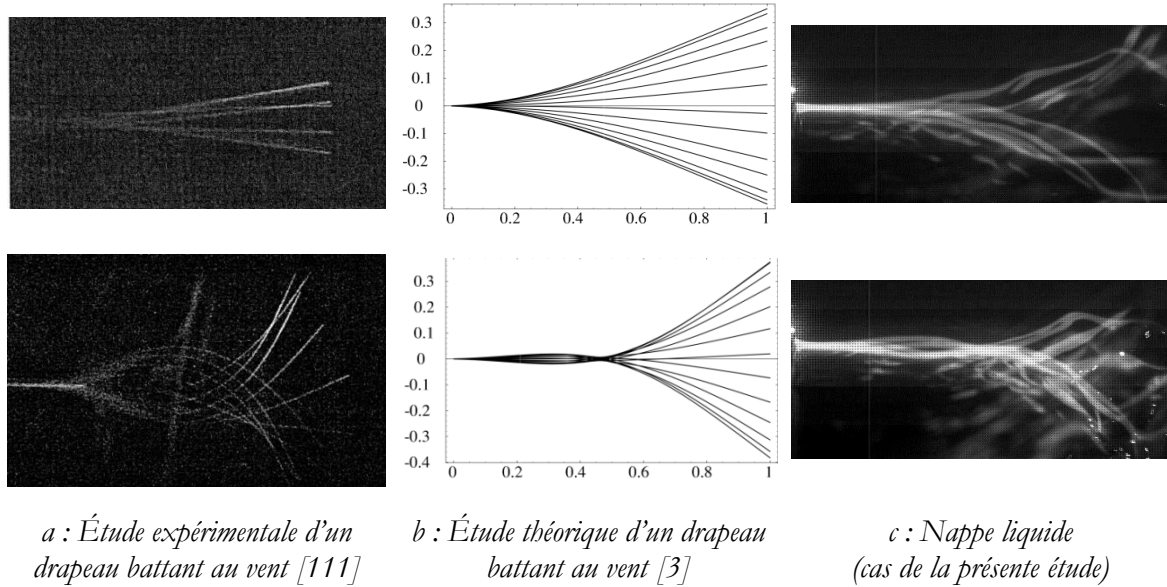 0.3
0.2
0.1
0
-0.1
-0.2
-0.3
0 0.2 0.4 0.6 0.8 1
0.3
0.2
0.1
0
-0.1
-0.2
-0.3
-0.4
0 0.2 0.4 0.6 0.8 1
a : Étude expérimentale d'un
drapeau battant au vent [111]
b : Étude théorique d'un drapeau
battant au vent [3]
c : Nappe liquide
(cas de la présente étude)